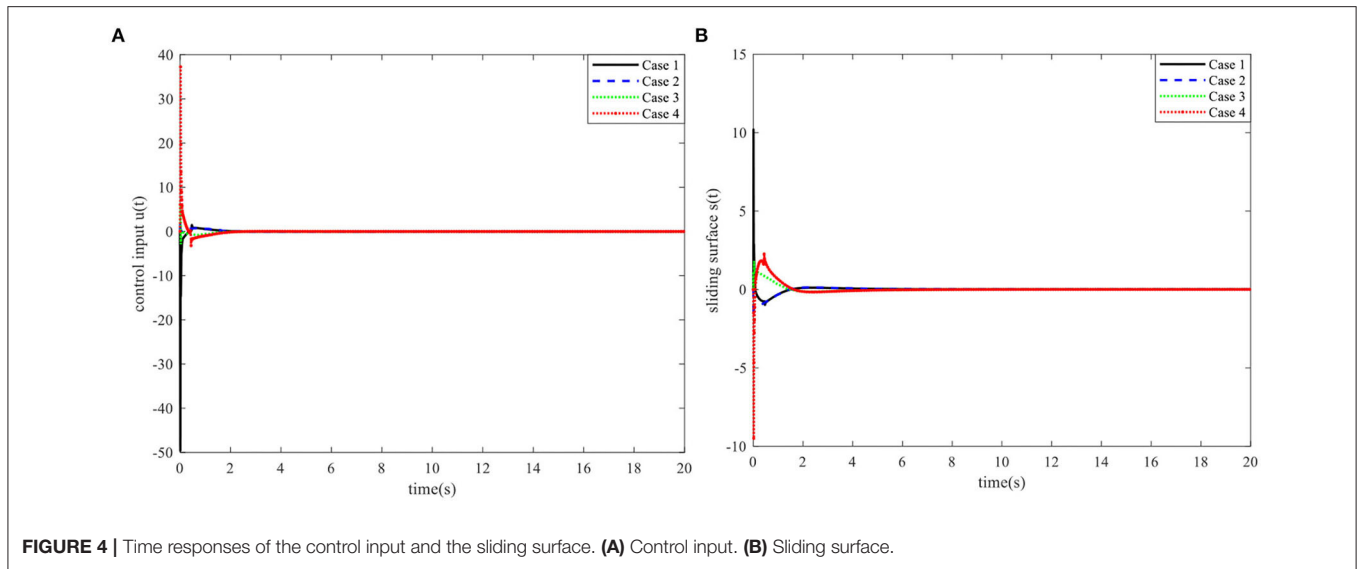 A
40
30
20
10
0
-10
-20
-30
-40
-50
control input u(t)
0 2 4 6 8 10 12 14 16 18 20
time(s)
Case 1
Case 2
Case 3
Case 4
B
15
10
5
0
-5
-10
sliding surface s(t)
0 2 4 6 8 10 12 14 16 18 20
time(s)
Case 1
Case 2
Case 3
Case 4
FIGURE 4 | Time responses of the control input and the sliding surface. (A) Control input. (B) Sliding surface.